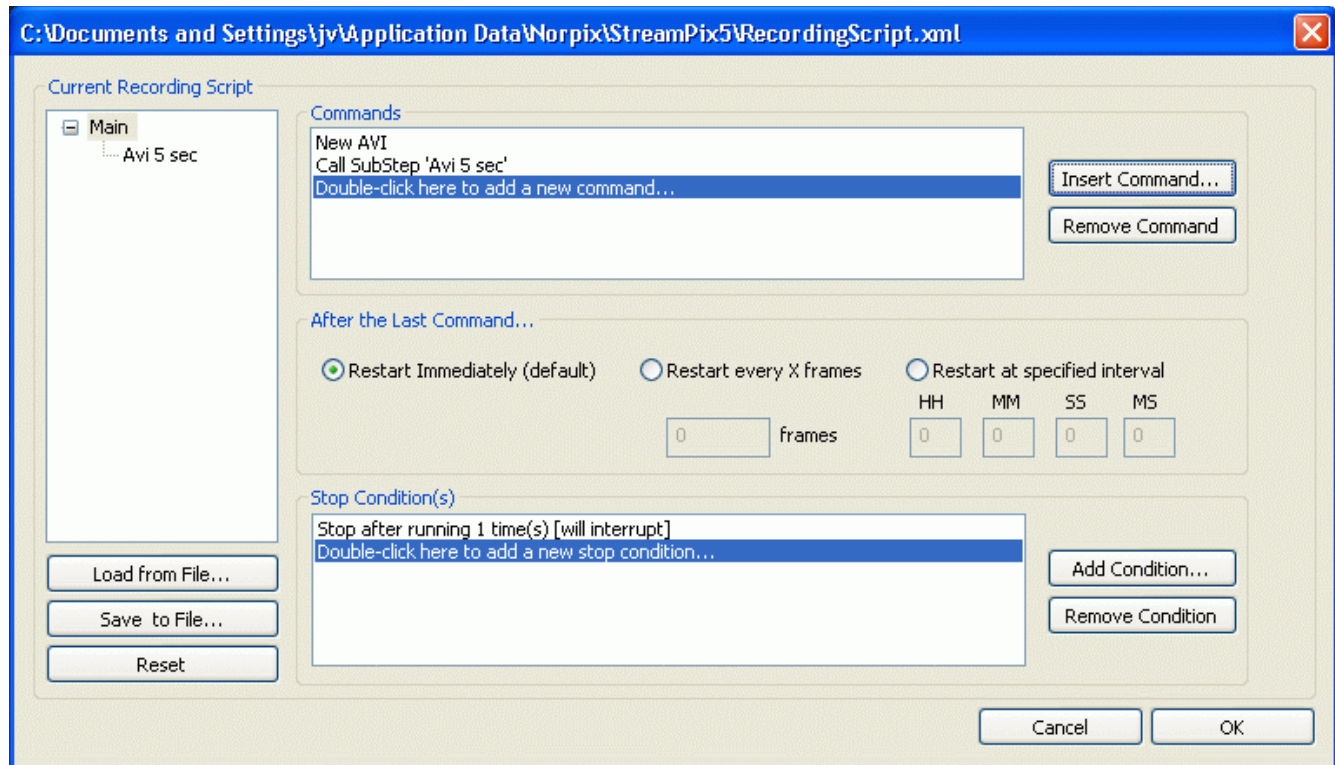 C:\Documents and Settings\jv\Application Data\Norpix\StreamPix5\RecordingScript.xml
Current Recording Script
Main
Avi 5 sec
Commands
New AVI
Call SubStep 'Avi 5 sec'
Double-click here to add a new command...
Insert Command...
Remove Command
After the Last Command...
Restart Immediately (default)
Restart every X frames
Restart at specified interval
HH MM SS MS
0 frames
0 0 0 0
Stop Condition(s)
Stop after running 1 time(s) [will interrupt]
Double-click here to add a new stop condition...
Add Condition...
Remove Condition
Load from File...
Save to File...
Reset
Cancel
OK